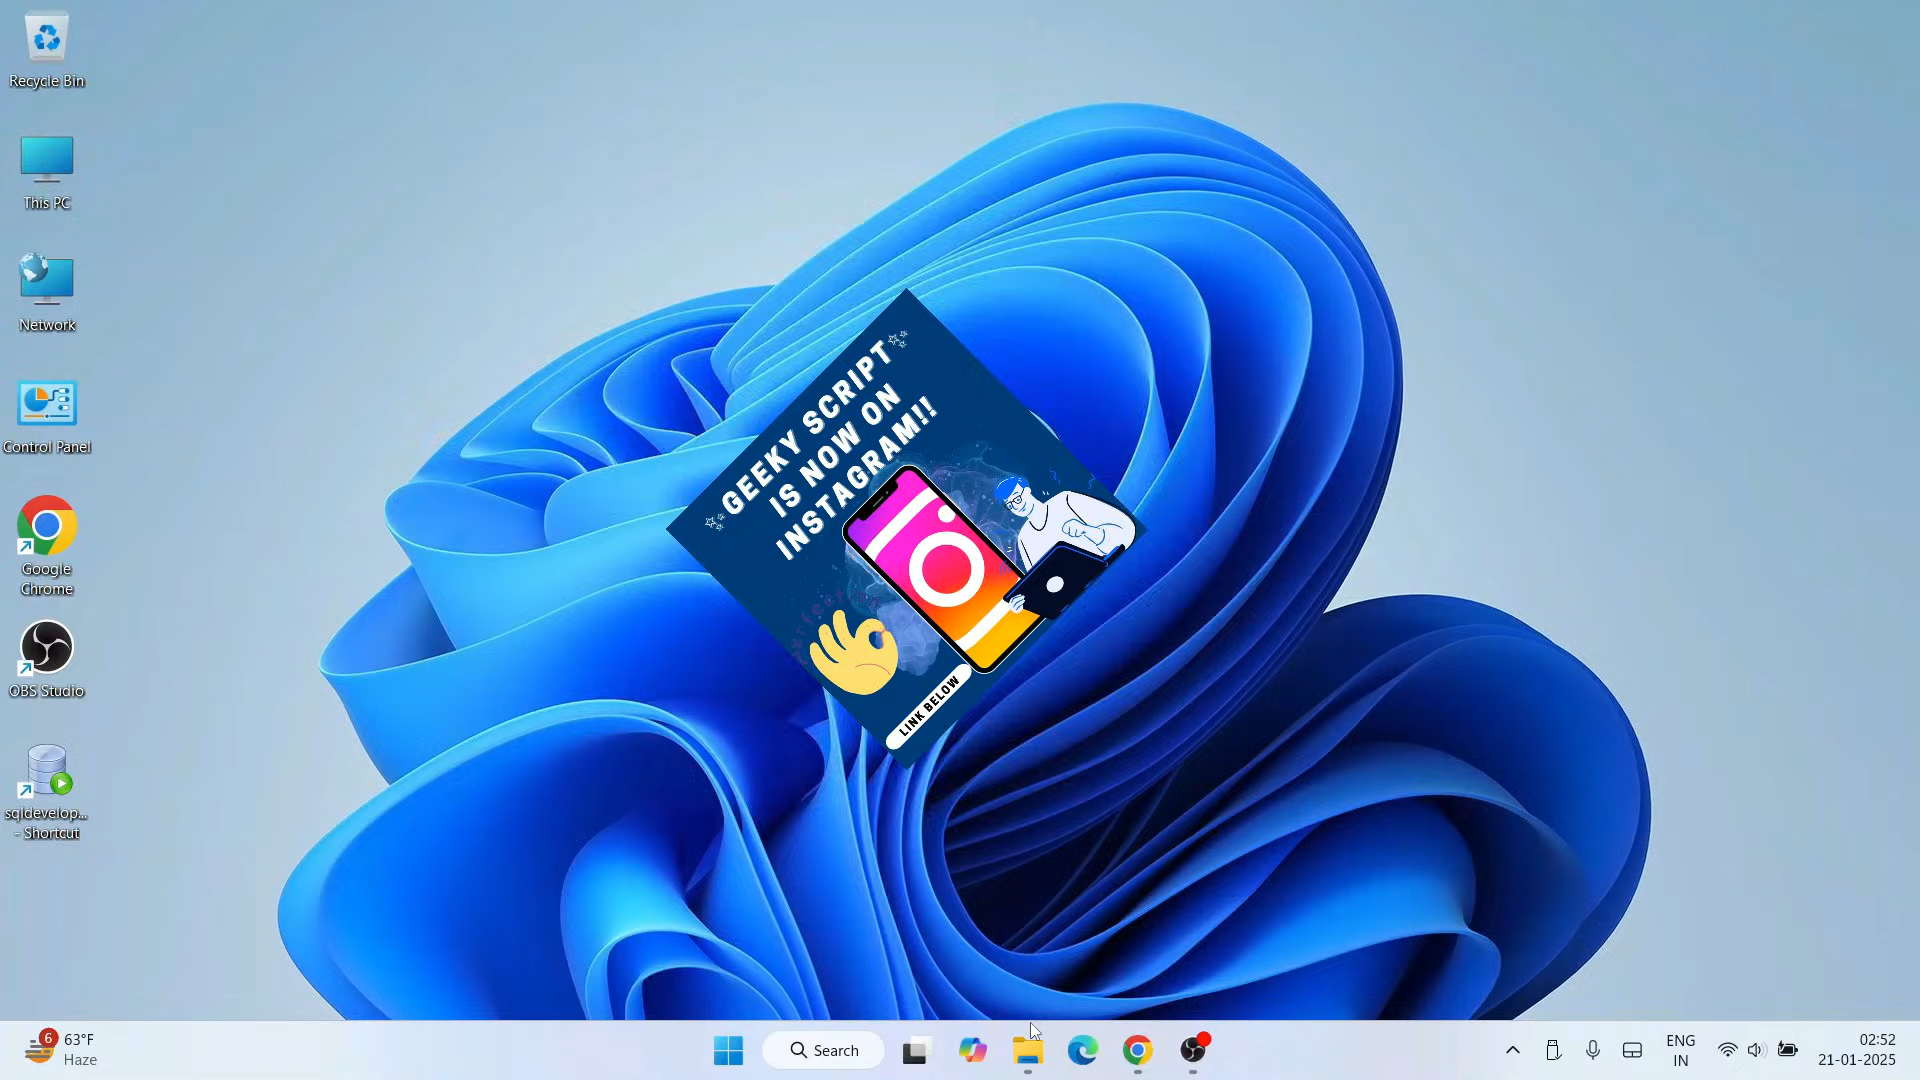 Recycle Bin
This PC
Network
Control Panel
Google
Chrome
OBS Studio
sqldevelop...
- Shortcut
GEEKY SCRIPT
IS NOW ON
INSTAGRAM!!
LINK BELOW
6
63°F
Haze
Search
ENG
IN
02:52
21-01-2025